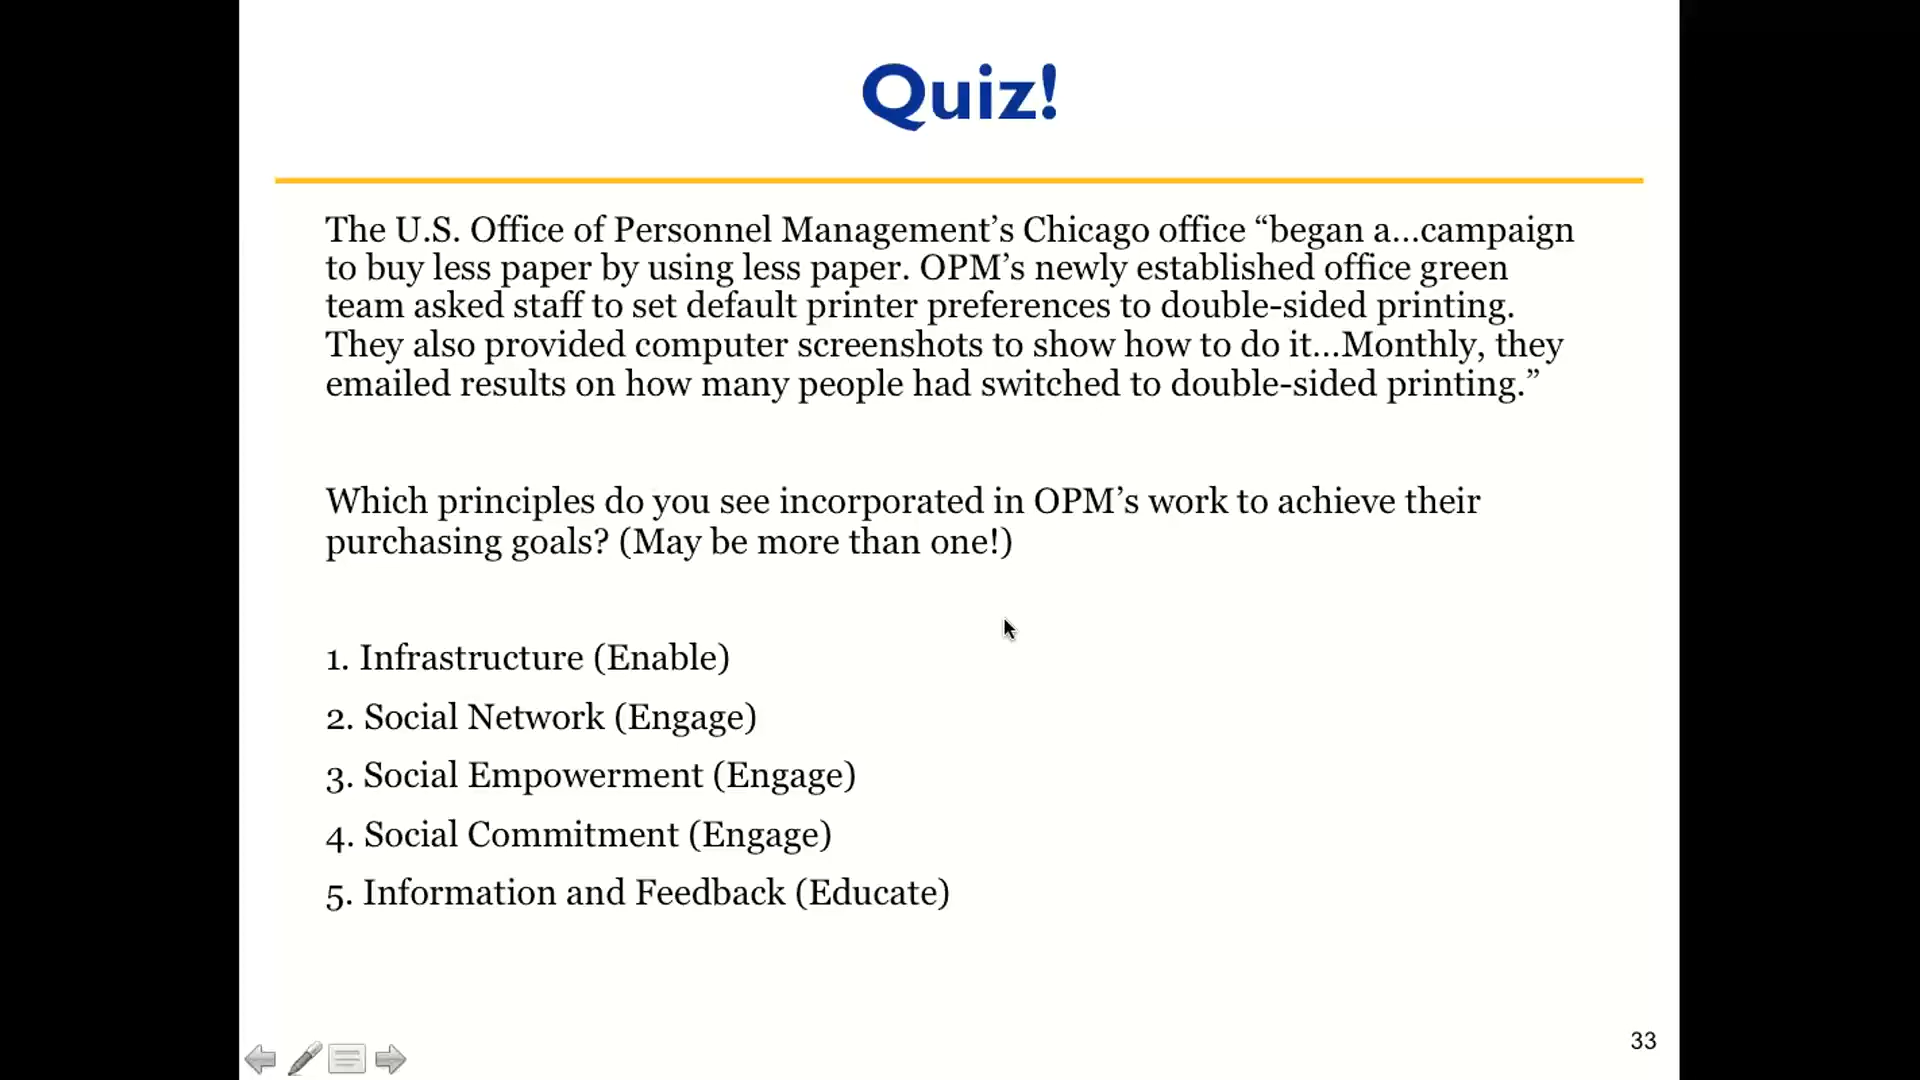 Quiz!
The U.S. Office of Personnel Management’s Chicago office “began a...campaign
to buy less paper by using less paper. OPM’s newly established office green
team asked staff to set default printer preferences to double-sided printing.
They also provided computer screenshots to show how to do it...Monthly, they
emailed results on how many people had switched to double-sided printing.”
Which principles do you see incorporated in OPM’s work to achieve their
purchasing goals? (May be more than one!)
1. Infrastructure (Enable)
2. Social Network (Engage)
3. Social Empowerment (Engage)
4. Social Commitment (Engage)
5. Information and Feedback (Educate)
33